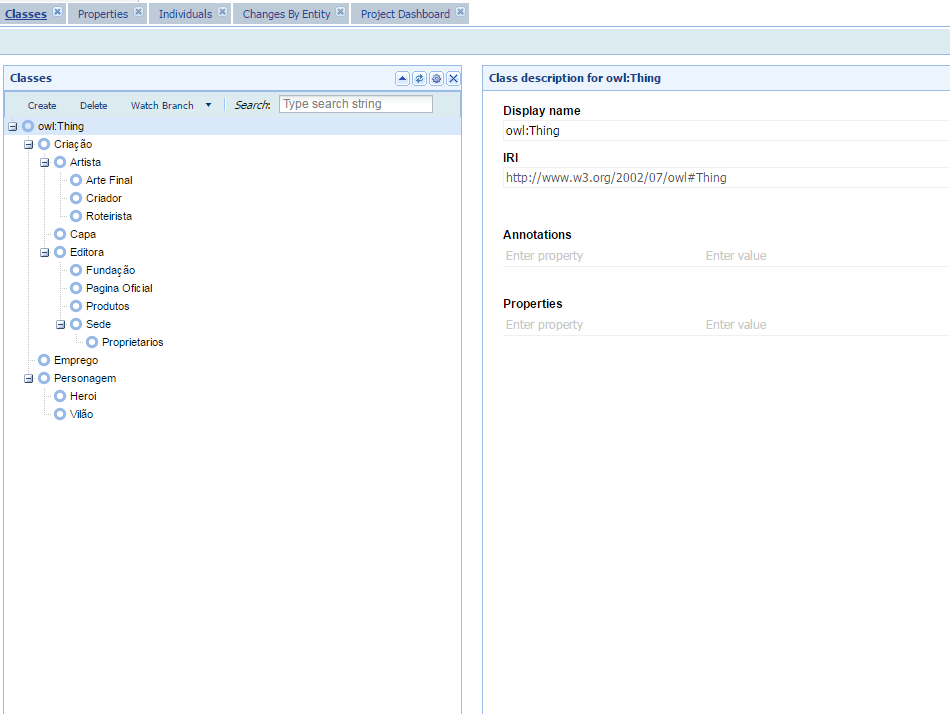 Classes Properties Individuals Changes By Entity Project Dashboard
Classes
Create Delete Watch Branch Search: Type search string
owl:Thing
Criação
Artista
Arte Final
Criador
Roteirista
Capa
Editora
Fundação
Pagina Oficial
Produtos
Sede
Proprietarios
Emprego
Personagem
Heroi
Vilão
Class description for owl:Thing
Display name
owl:Thing
IRI
http://www.w3.org/2002/07/owl#Thing
Annotations
Enter property Enter value
Properties
Enter property Enter value